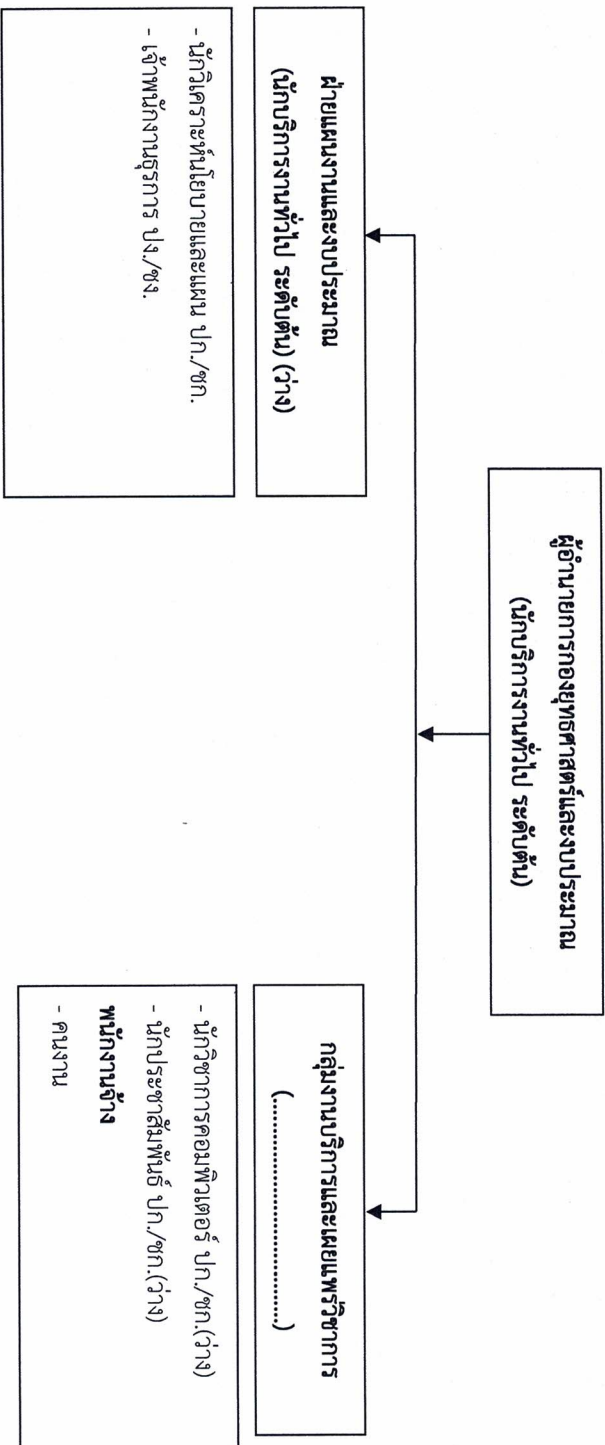 ผู้อำนวยการกองยุทธศาสตร์และงบประมาณ
(นักบริการงานทั่วไป ระดับต้น)
ฝ่ายแผนงานและงบประมาณ
(นักบริการงานทั่วไป ระดับต้น) (ว่าง)
- นักวิเคราะห์นโยบายและแผน ปก./ชก.
- เจ้าพนักงานธุรการ ปง./ชง.
กลุ่มงานบริการและเผยแพร่วิชาการ
(........................................)
- นักวิชาการคอมพิวเตอร์ ปก./ชก.(ว่าง)
- นักประชาสัมพันธ์ ปก./ชก.(ว่าง)
พนักงานจ้าง
- คนงาน